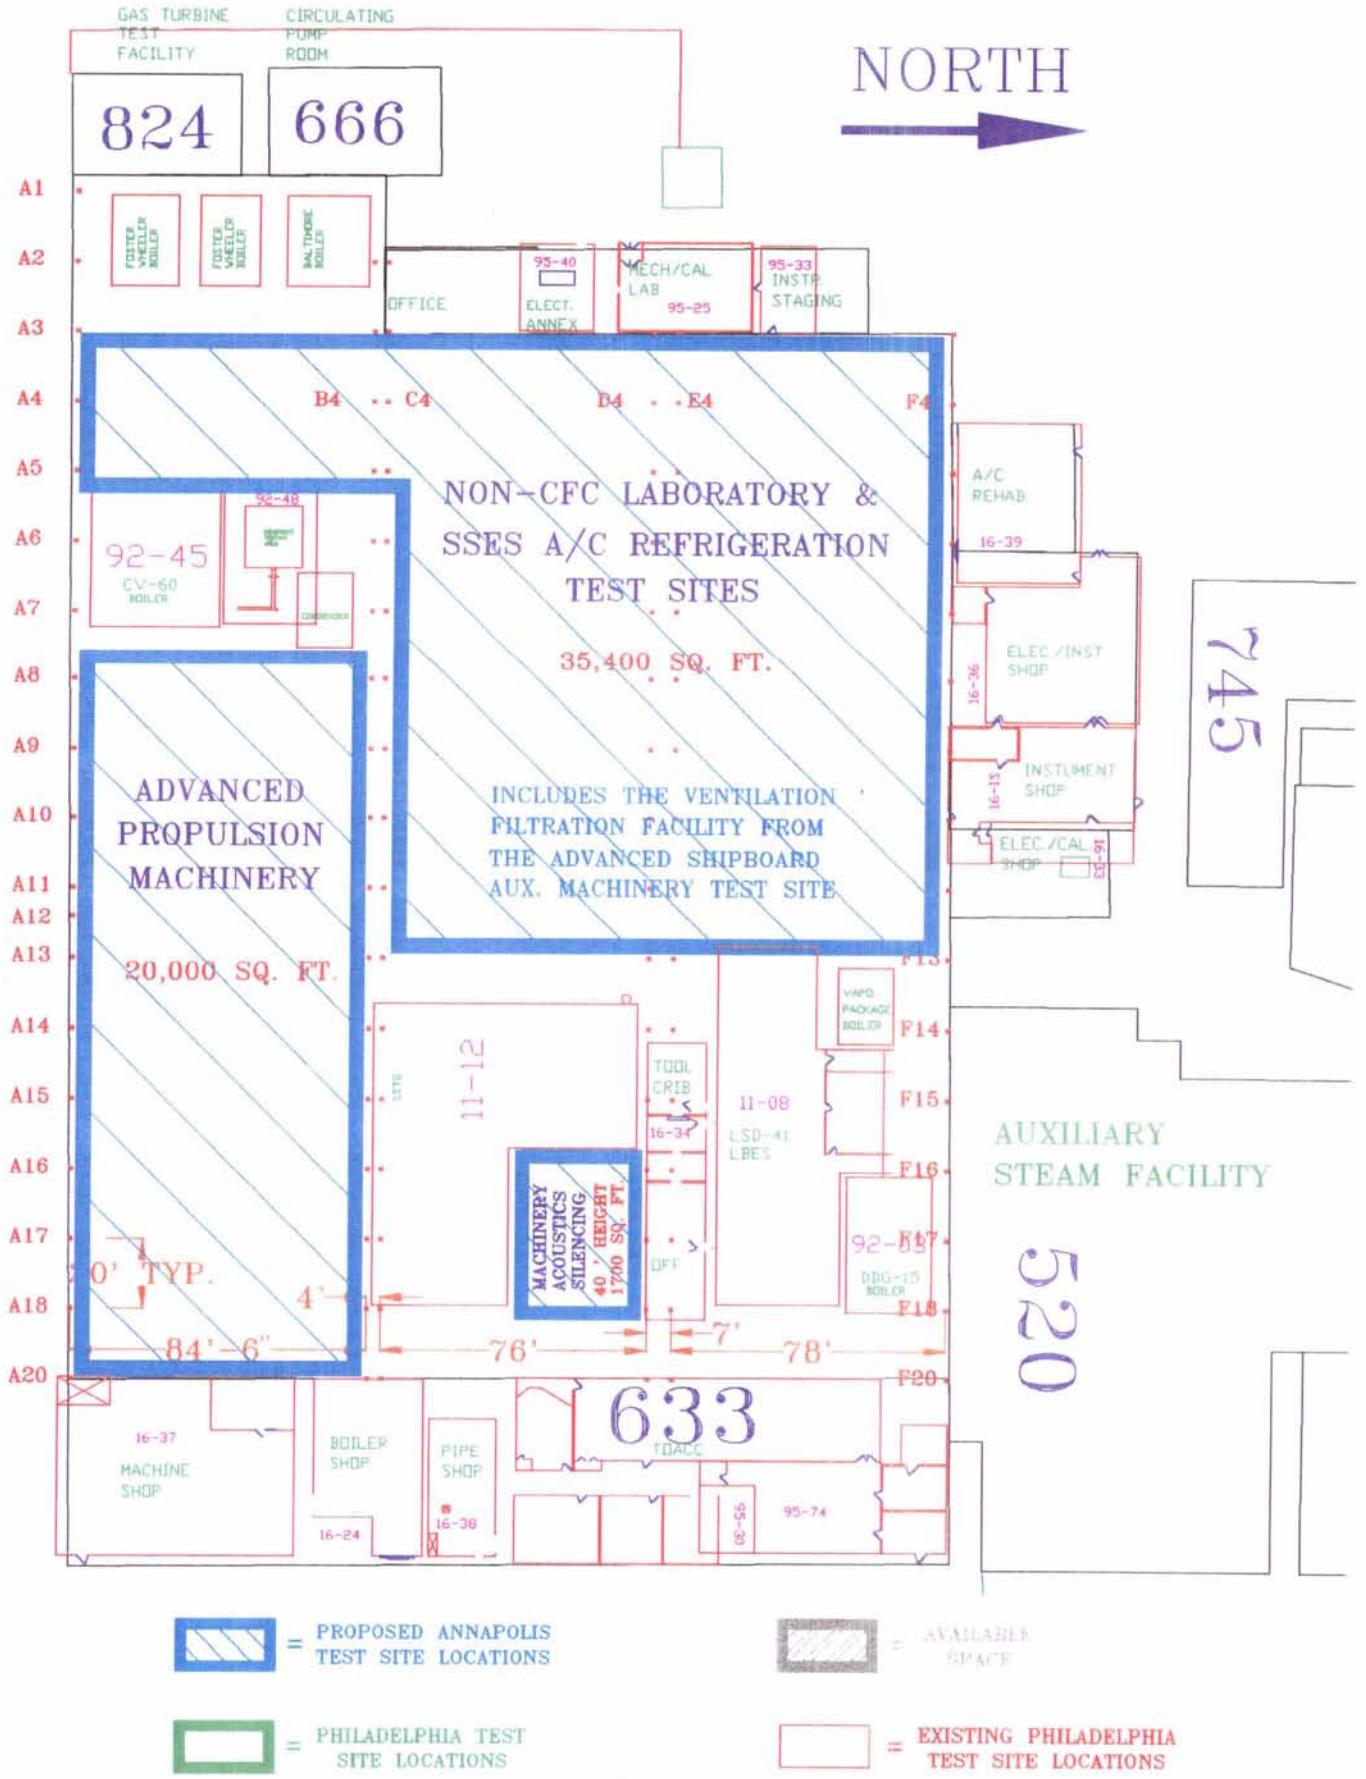 GAS TURBINE
TEST
FACILITY
CIRCULATING
PUMP
ROOM
NORTH
824
666
A1
FOSTER
WHEELER
BOILER
FOSTER
WHEELER
BOILER
BALTIMORE
BOILER
A2
95-40
MECH/CAL
LAB
95-25
95-33
INSTR.
STAGING
OFFICE
ELECT.
ANNEX
A3
A4
B4
C4
D4
E4
F4
A5
NON-CFC LABORATORY &
SSES A/C REFRIGERATION
TEST SITES
35,400 SQ. FT.
A/C
REHAB
16-39
92-48
A6
92-45
CV-60
BOILER
A7
CONDENSER
ELEC./INST
SHOP
16-36
745
A8
A9
ADVANCED
PROPULSION
MACHINERY
20,000 SQ. FT.
INCLUDES THE VENTILATION
FILTRATION FACILITY FROM
THE ADVANCED SHIPBOARD
AUX. MACHINERY TEST SITE
INSTUMENT
SHOP
16-15
A10
ELEC./CAL.
SHOP
16-33
A11
A12
A13
F13
VAPO.
PACKAGE
BOILER
A14
F14
11-12
TOOL
CRIB
A15
11-08
F15
16-34
LSD-41
LBES
AUXILIARY
STEAM FACILITY
A16
F16
MACHINERY
ACOUSTICS
SILENCING
40 ' HEIGHT
1700 SQ. FT.
A17
92-03
F17
OFF
DDG-15
BOILER
520
0' TYP.
A18
4'
F18
84'-6"
76'
7'
78'
A20
F20
633
TDACC
16-37
MACHINE
SHOP
BOILER
SHOP
16-24
PIPE
SHOP
16-38
95-30
95-74
= PROPOSED ANNAPOLIS
TEST SITE LOCATIONS
= AVAILABLE
SPACE
= PHILADELPHIA TEST
SITE LOCATIONS
= EXISTING PHILADELPHIA
TEST SITE LOCATIONS